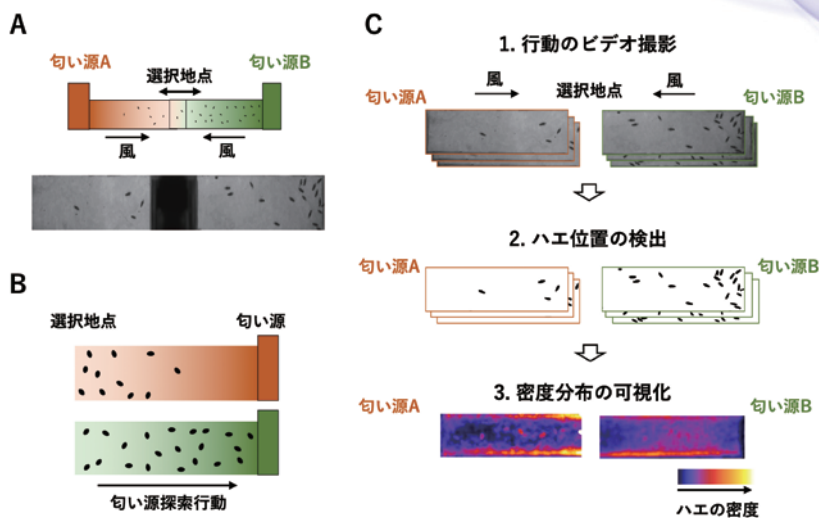 A
匂い源A
選択地点
匂い源B
風
風
B
選択地点
匂い源
匂い源探索行動
C
1. 行動のビデオ撮影
匂い源A
風
選択地点
風
匂い源B
2. ハエ位置の検出
匂い源A
匂い源B
3. 密度分布の可視化
匂い源A
匂い源B
ハエの密度